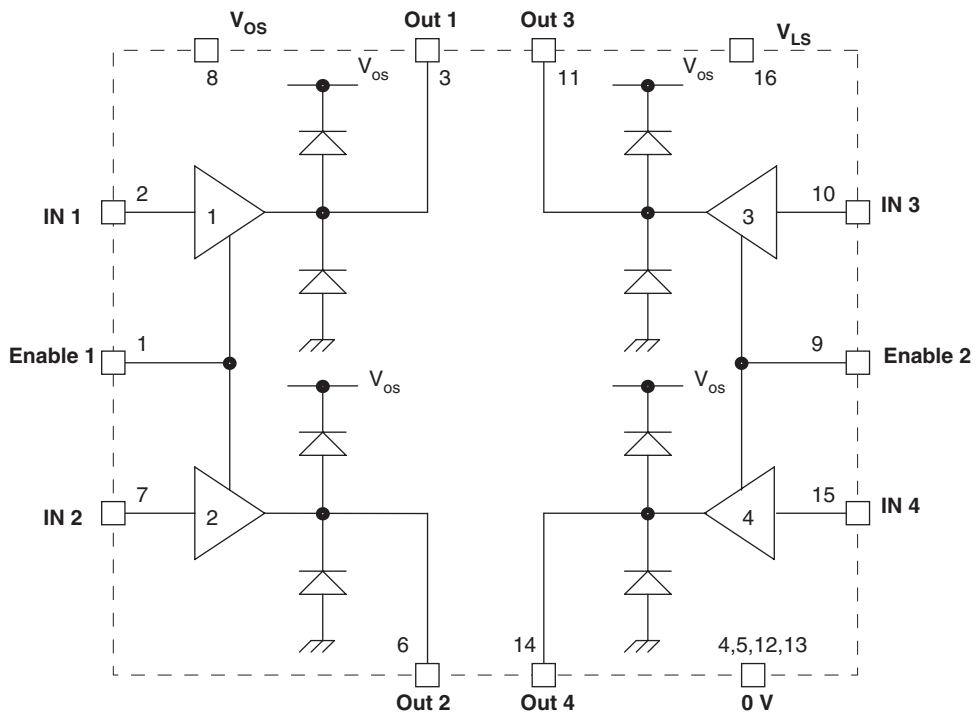 V_OS Out 1 Out 3 V_LS
8 3 11 16
V_os V_os
2 10
IN 1 1 3 IN 3
Enable 1 1 9 Enable 2
V_os V_os
7 15
IN 2 2 4 IN 4
6 14 4,5,12,13
Out 2 Out 4 0 V